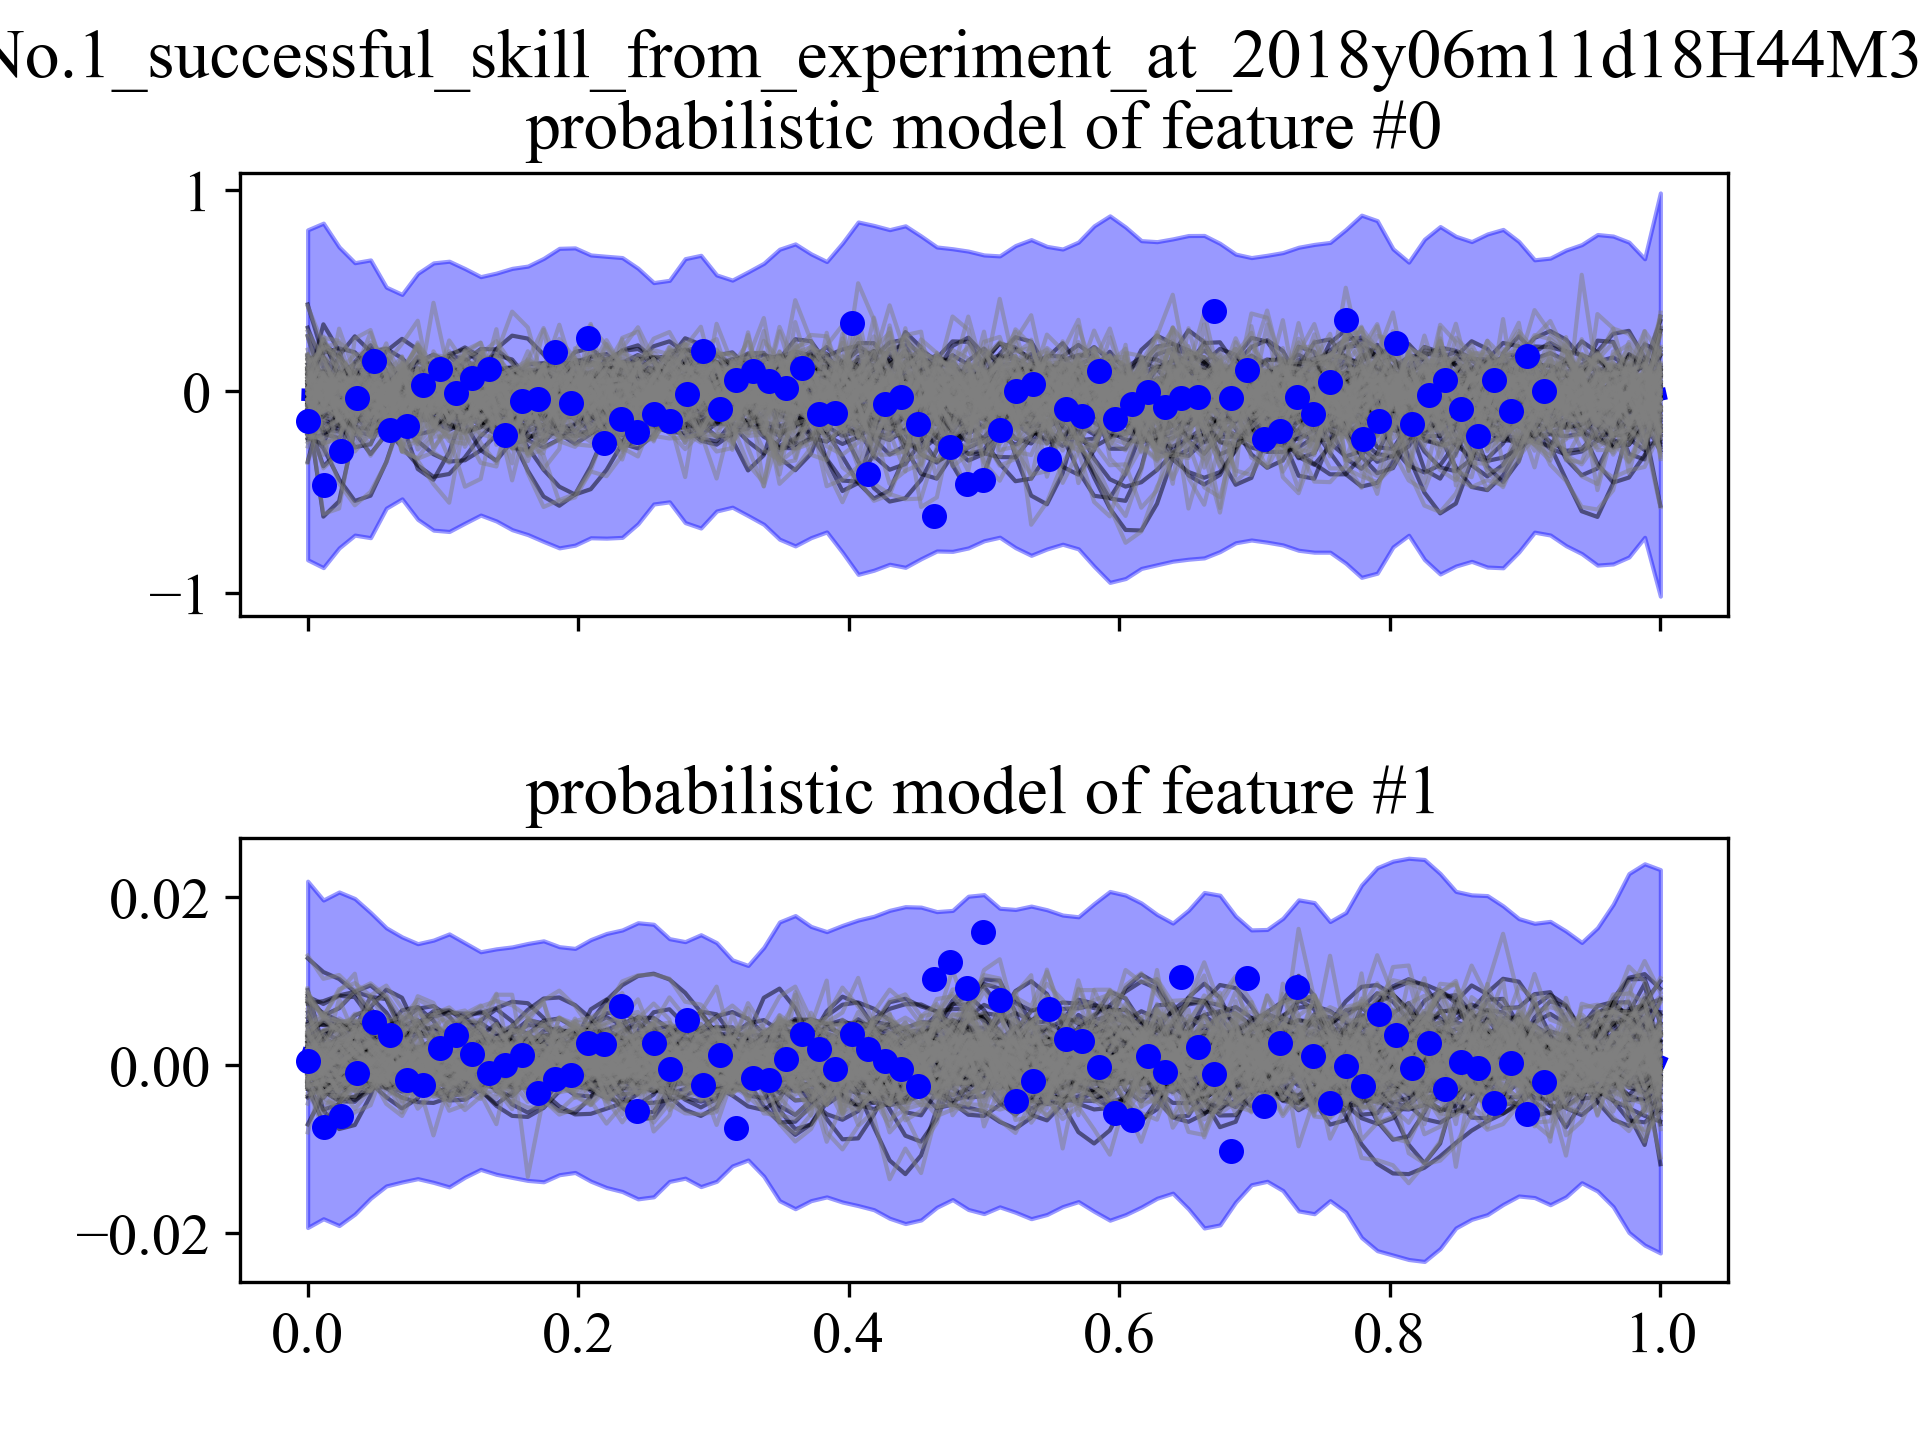 No.1_successful_skill_from_experiment_at_2018y06m11d18H44M3
probabilistic model of feature #0
1
0
−1
probabilistic model of feature #1
0.02
0.00
−0.02
0.0 0.2 0.4 0.6 0.8 1.0